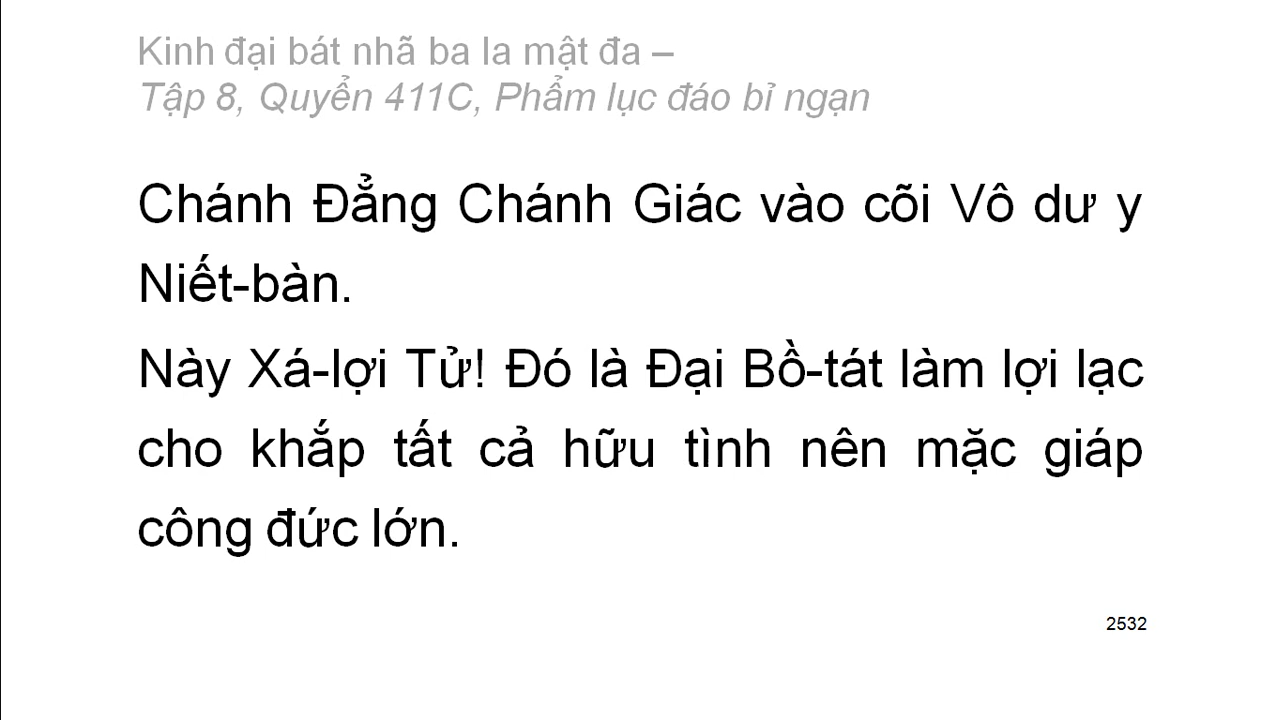 Kinh đại bát nhã ba la mật đa –
Tập 8, Quyển 411C, Phẩm lục đáo bỉ ngạn
Chánh Đẳng Chánh Giác vào cõi Vô dư y
Niết-bàn.
Này Xá-lợi Tử! Đó là Đại Bồ-tát làm lợi lạc
cho khắp tất cả hữu tình nên mặc giáp
công đức lớn.
2532